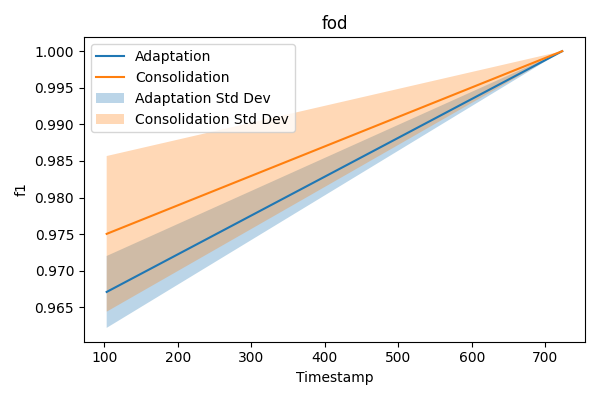 fod
Adaptation
Consolidation
Adaptation Std Dev
Consolidation Std Dev
1.000
0.995
0.990
0.985
0.980
0.975
0.970
0.965
f1
100 200 300 400 500 600 700
Timestamp